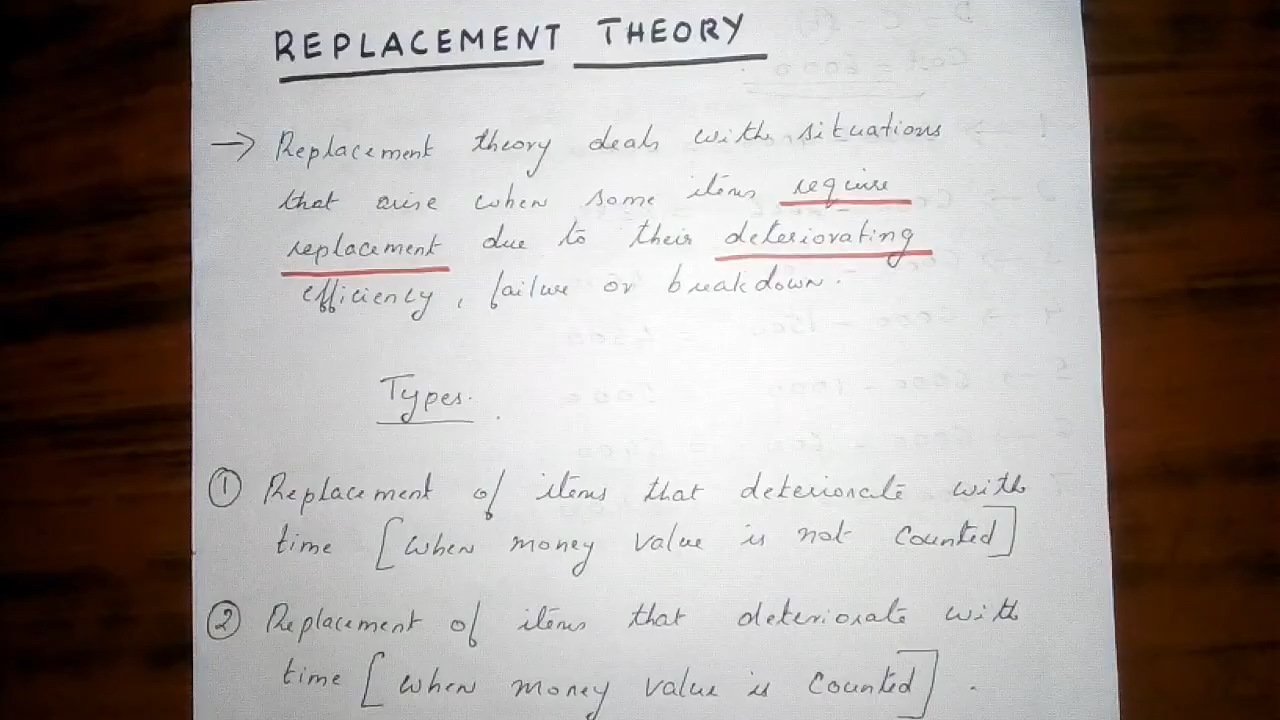 REPLACEMENT THEORY
→ Replacement theory deals with situations
that arise when some items require
replacement due to their deteriorating
efficiency, failure or breakdown.
Types.
① Replacement of items that deteriorate with
time [when money value is not counted]
② Replacement of items that deteriorate with
time [when money value is counted].